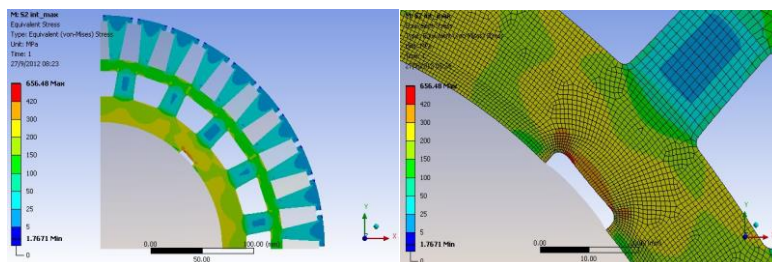 M: S2 int_max
Equivalent Stress
Type: Equivalent (von-Mises) Stress
Unit: MPa
Time: 1
27/9/2012 08:23
656.48 Max
420
300
200
150
100
50
25
5
1.7671 Min
0
0.00
100.00 (mm)
50.00
Y
X
656.48 Max
420
300
200
150
100
50
25
5
1.7671 Min
0
0.00
10.00
Y
X